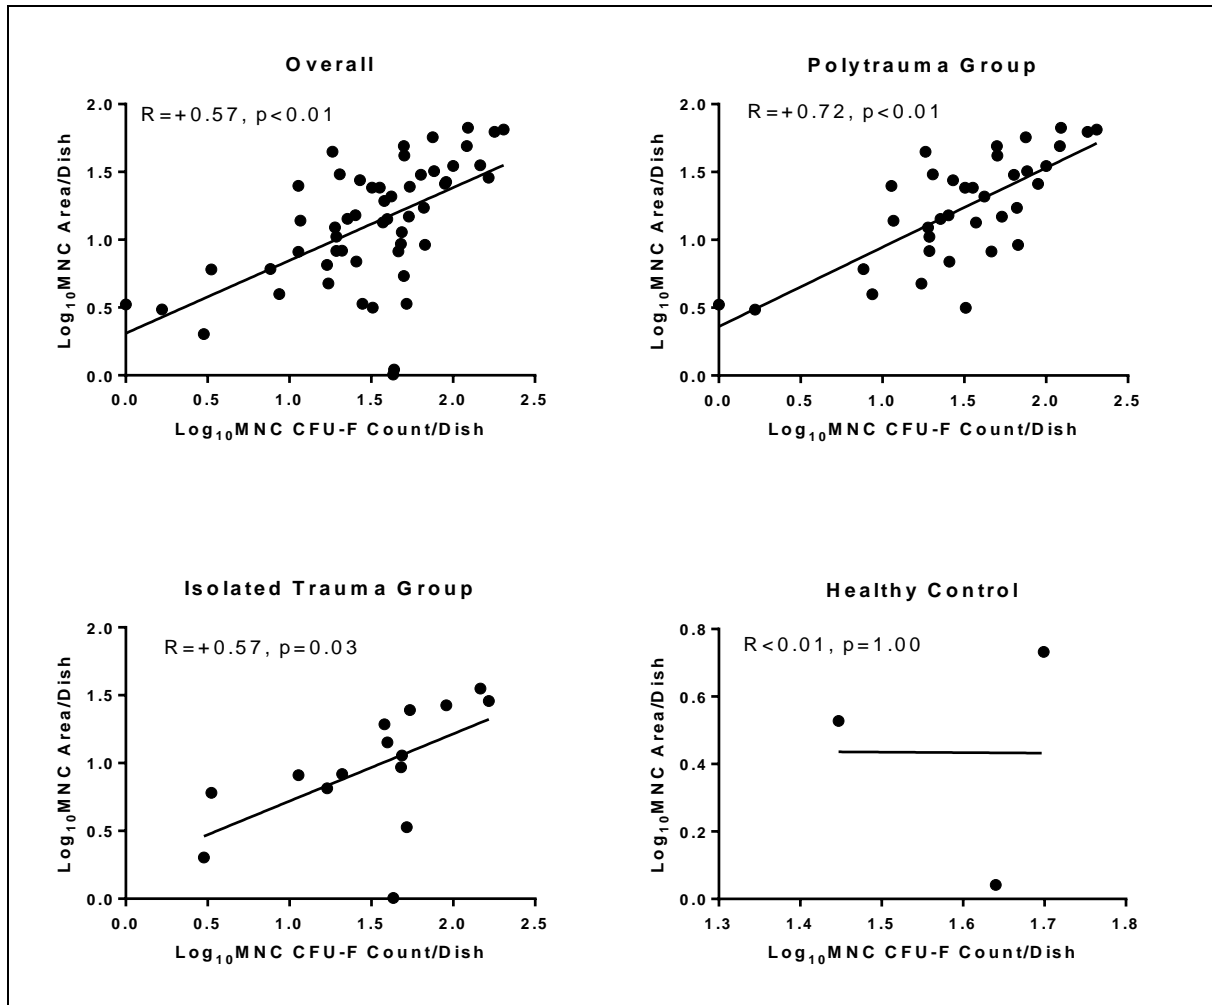 Overall
R=+0.57, p<0.01
2.0
1.5
1.0
0.5
0.0
Log₁₀MNC Area/Dish
0.0 0.5 1.0 1.5 2.0 2.5
Log₁₀MNC CFU-F Count/Dish
Polytrauma Group
R=+0.72, p<0.01
2.0
1.5
1.0
0.5
0.0
Log₁₀MNC Area/Dish
0.0 0.5 1.0 1.5 2.0 2.5
Log₁₀MNC CFU-F Count/Dish
Isolated Trauma Group
R=+0.57, p=0.03
2.0
1.5
1.0
0.5
0.0
Log₁₀MNC Area/Dish
0.0 0.5 1.0 1.5 2.0 2.5
Log₁₀MNC CFU-F Count/Dish
Healthy Control
R<0.01, p=1.00
0.8
0.6
0.4
0.2
0.0
Log₁₀MNC Area/Dish
1.3 1.4 1.5 1.6 1.7 1.8
Log₁₀MNC CFU-F Count/Dish